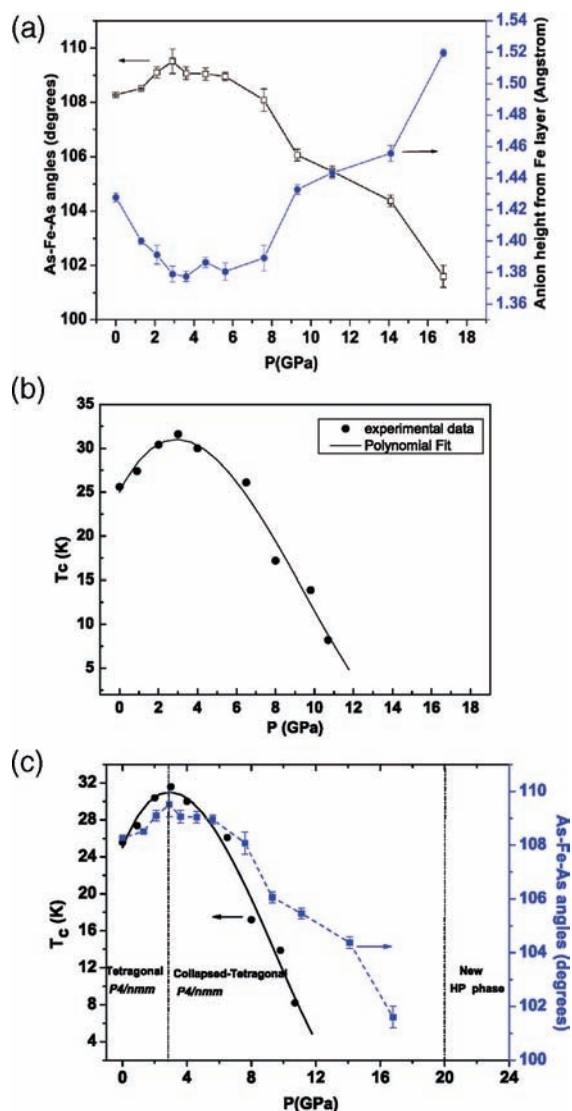 (a)
110
108
106
104
102
100
As-Fe-As angles (degrees)
1.52
1.50
1.48
1.46
1.44
1.42
1.40
1.38
1.36
Anion height from Fe layer (Angstrom)
0 2 4 6 8 10 12 14 16 18
P(GPa)
(b)
35
30
25
20
15
10
5
Tc (K)
experimental data
Polynomial Fit
0 2 4 6 8 10 12 14 16 18
P (GPa)
(c)
32
28
24
20
16
12
8
4
Tc (K)
110
108
106
104
102
100
As-Fe-As angles (degrees)
Tetragonal
P4/nmm
Collapsed-Tetragonal
P4/nmm
New
HP phase
0 4 8 12 16 20 24
P(GPa)